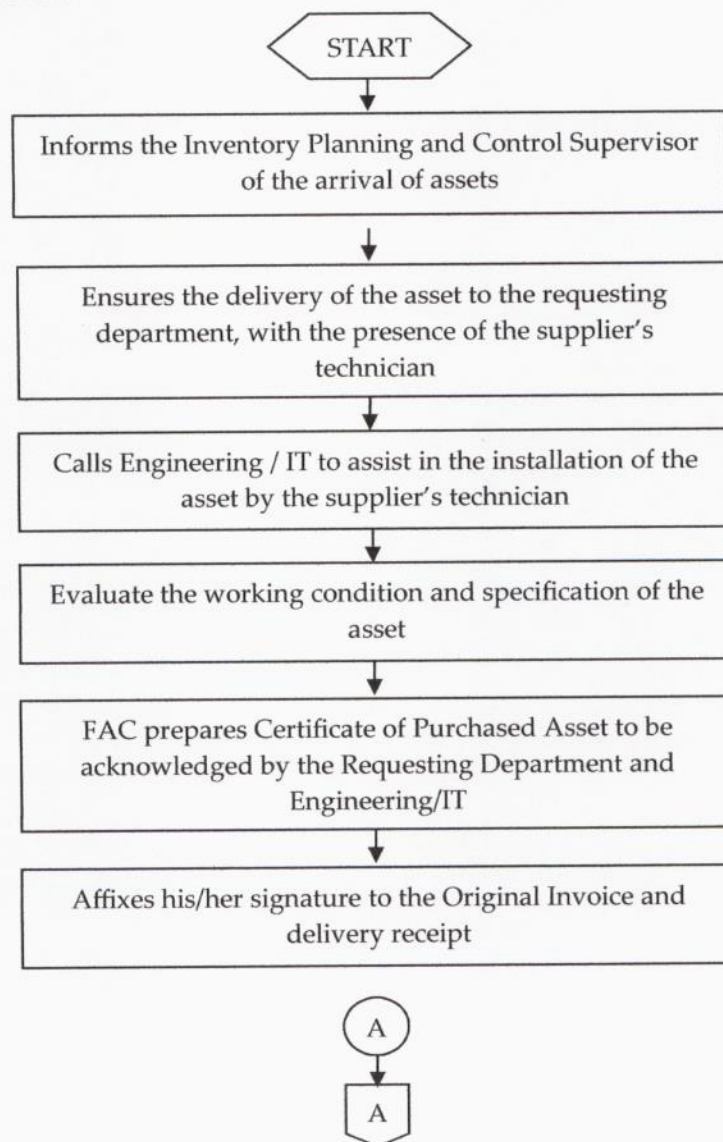 START
Informs the Inventory Planning and Control Supervisor
of the arrival of assets
Ensures the delivery of the asset to the requesting
department, with the presence of the supplier's
technician
Calls Engineering / IT to assist in the installation of the
asset by the supplier's technician
Evaluate the working condition and specification of the
asset
FAC prepares Certificate of Purchased Asset to be
acknowledged by the Requesting Department and
Engineering/IT
Affixes his/her signature to the Original Invoice and
delivery receipt
A
A